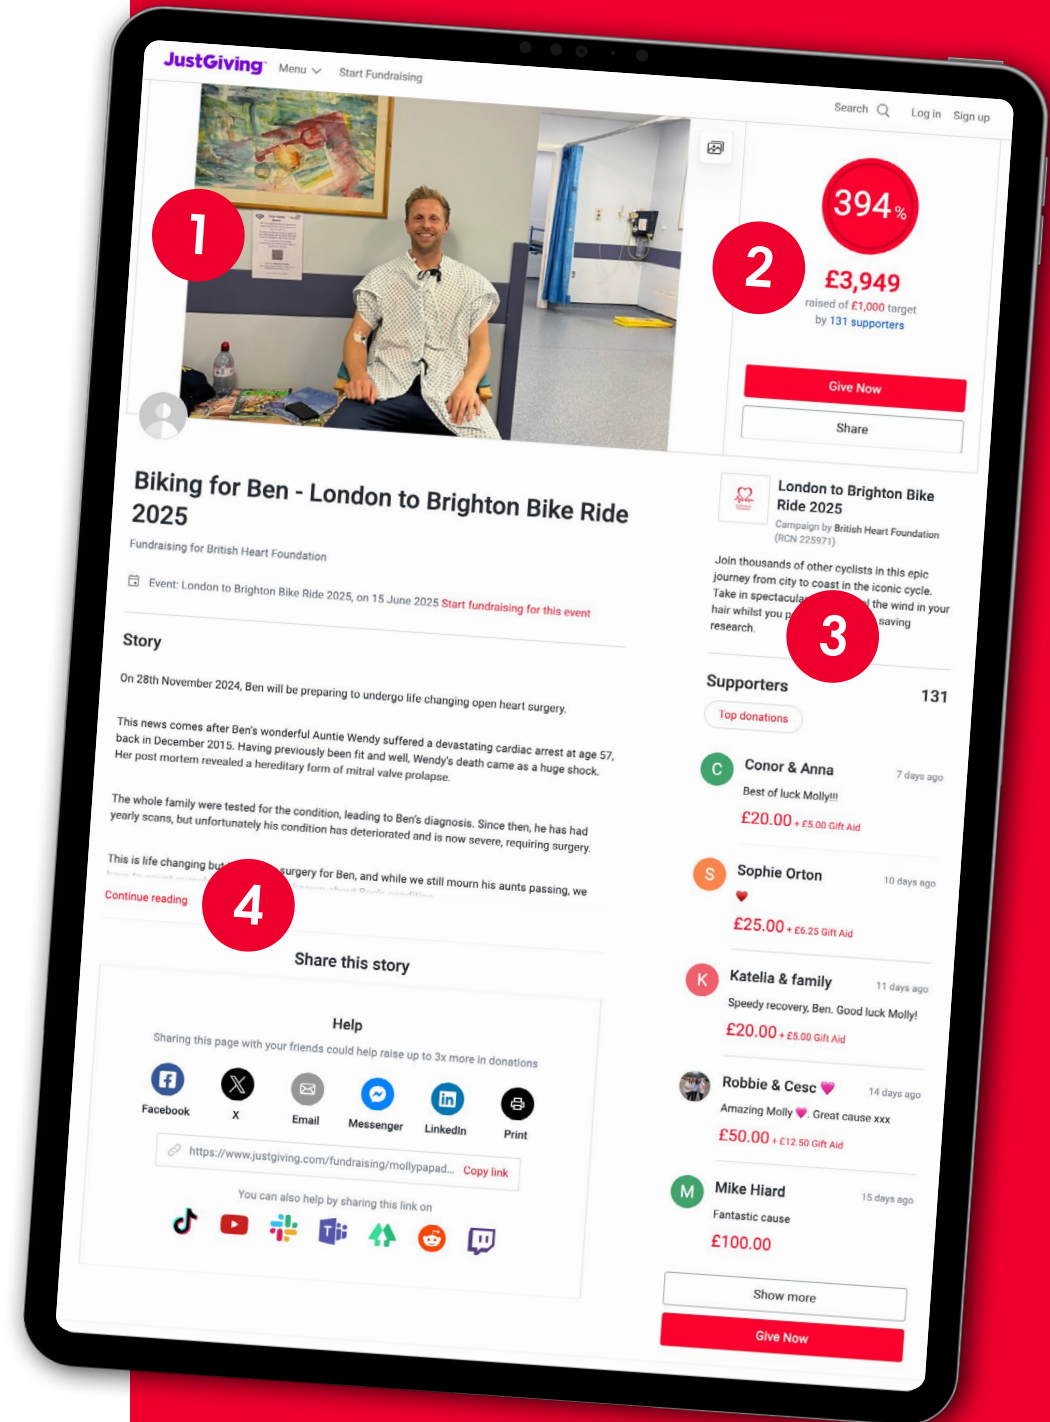 JustGiving
Menu
Start Fundraising
Search
Log in
Sign up
1
394%
2
£3,949
raised of £1,000 target
by 131 supporters
Give Now
Share
Biking for Ben - London to Brighton Bike Ride
2025
Fundraising for British Heart Foundation
Event: London to Brighton Bike Ride 2025, on 15 June 2025 Start fundraising for this event
Story
On 28th November 2024, Ben will be preparing to undergo life changing open heart surgery.
This news comes after Ben's wonderful Auntie Wendy suffered a devastating cardiac arrest at age 57,
back in December 2015. Having previously been fit and well, Wendy's death came as a huge shock.
Her post mortem revealed a hereditary form of mitral valve prolapse.
The whole family were tested for the condition, leading to Ben's diagnosis. Since then, he has had
yearly scans, but unfortunately his condition has deteriorated and is now severe, requiring surgery.
This is life changing but surgery for Ben, and while we still mourn his aunts passing, we
Continue reading
4
Share this story
Help
Sharing this page with your friends could help raise up to 3x more in donations
Facebook
X
Email
Messenger
LinkedIn
Print
https://www.justgiving.com/fundraising/mollypapad... Copy link
You can also help by sharing this link on
London to Brighton Bike
Ride 2025
Campaign by British Heart Foundation
(RCN 225971)
Join thousands of other cyclists in this epic
journey from city to coast in the iconic cycle.
Take in spectacular the wind in your
hair whilst you saving
research.
3
Supporters
131
Top donations
C
Conor & Anna
7 days ago
Best of luck Molly!!!
£20.00 + £5.00 Gift Aid
S
Sophie Orton
10 days ago
£25.00 + £6.25 Gift Aid
K
Katelia & family
11 days ago
Speedy recovery, Ben. Good luck Molly!
£20.00 + £5.00 Gift Aid
Robbie & Cesc 💗
14 days ago
Amazing Molly 💗. Great cause xxx
£50.00 + £12.50 Gift Aid
M
Mike Hiard
15 days ago
Fantastic cause
£100.00
Show more
Give Now